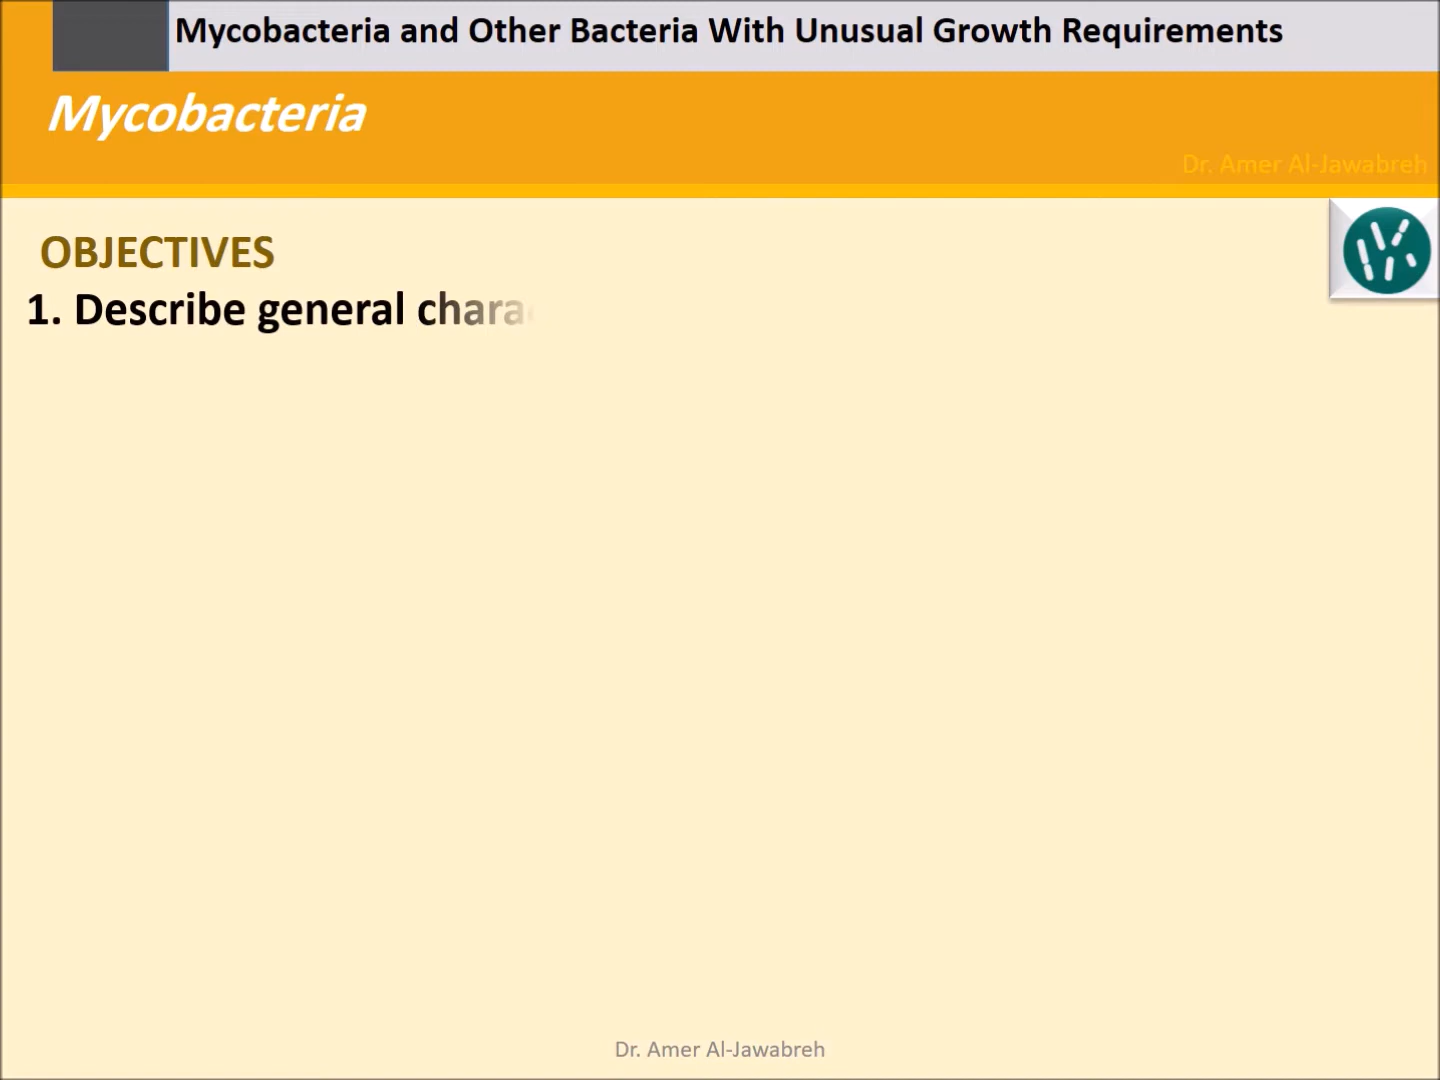 Mycobacteria and Other Bacteria With Unusual Growth Requirements
Mycobacteria
Dr. Amer Al-Jawabreh
OBJECTIVES
1. Describe general chara
Dr. Amer Al-Jawabreh